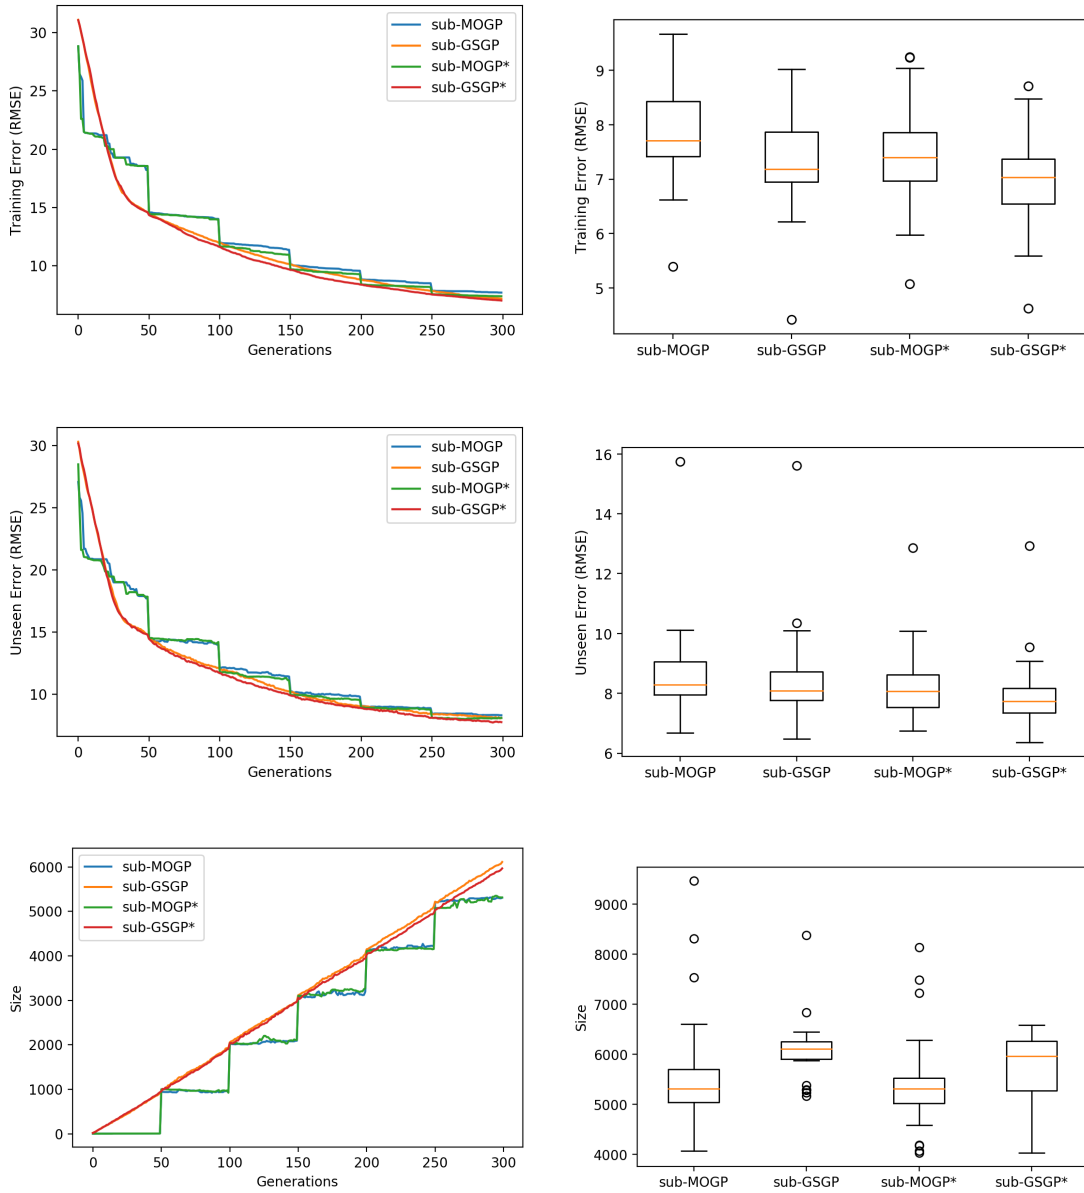 Training Error (RMSE)
30
25
20
15
10
0 50 100 150 200 250 300
Generations
sub-MOGP
sub-GSGP
sub-MOGP*
sub-GSGP*
Training Error (RMSE)
9
8
7
6
5
sub-MOGP sub-GSGP sub-MOGP* sub-GSGP*
Unseen Error (RMSE)
30
25
20
15
10
0 50 100 150 200 250 300
Generations
sub-MOGP
sub-GSGP
sub-MOGP*
sub-GSGP*
Unseen Error (RMSE)
16
14
12
10
8
6
sub-MOGP sub-GSGP sub-MOGP* sub-GSGP*
Size
6000
5000
4000
3000
2000
1000
0
0 50 100 150 200 250 300
Generations
sub-MOGP
sub-GSGP
sub-MOGP*
sub-GSGP*
Size
9000
8000
7000
6000
5000
4000
sub-MOGP sub-GSGP sub-MOGP* sub-GSGP*